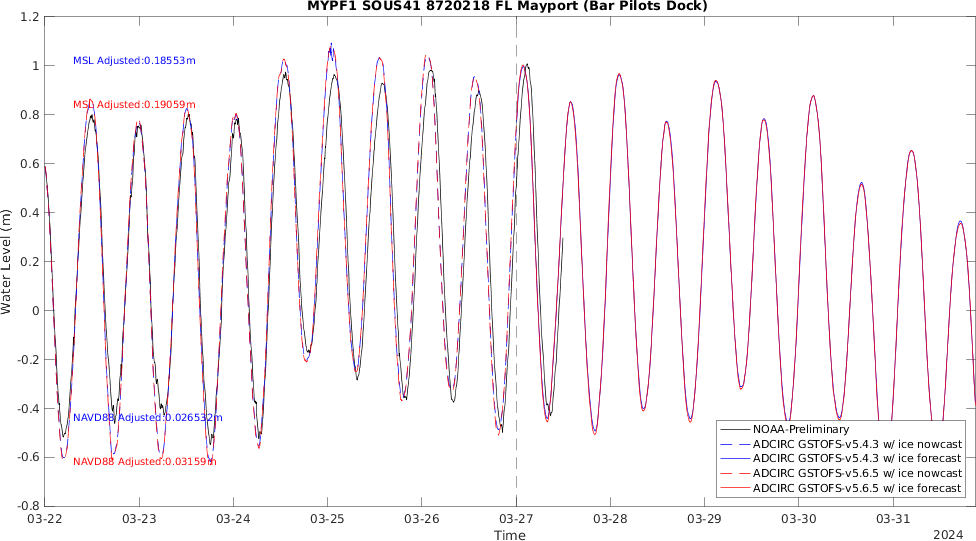 MYPF1 SOUS41 8720218 FL Mayport (Bar Pilots Dock)
1.2
1
0.8
0.6
0.4
0.2
0
-0.2
-0.4
-0.6
-0.8
Water Level (m)
MSL Adjusted:0.18553m
MSL Adjusted:0.19059m
NAVD88 Adjusted:0.026532m
NAVD88 Adjusted:0.03159m
NOAA-Preliminary
ADCIRC GSTOFS-v5.4.3 w/ ice nowcast
ADCIRC GSTOFS-v5.4.3 w/ ice forecast
ADCIRC GSTOFS-v5.6.5 w/ ice nowcast
ADCIRC GSTOFS-v5.6.5 w/ ice forecast
03-22 03-23 03-24 03-25 03-26 03-27 03-28 03-29 03-30 03-31
Time
2024